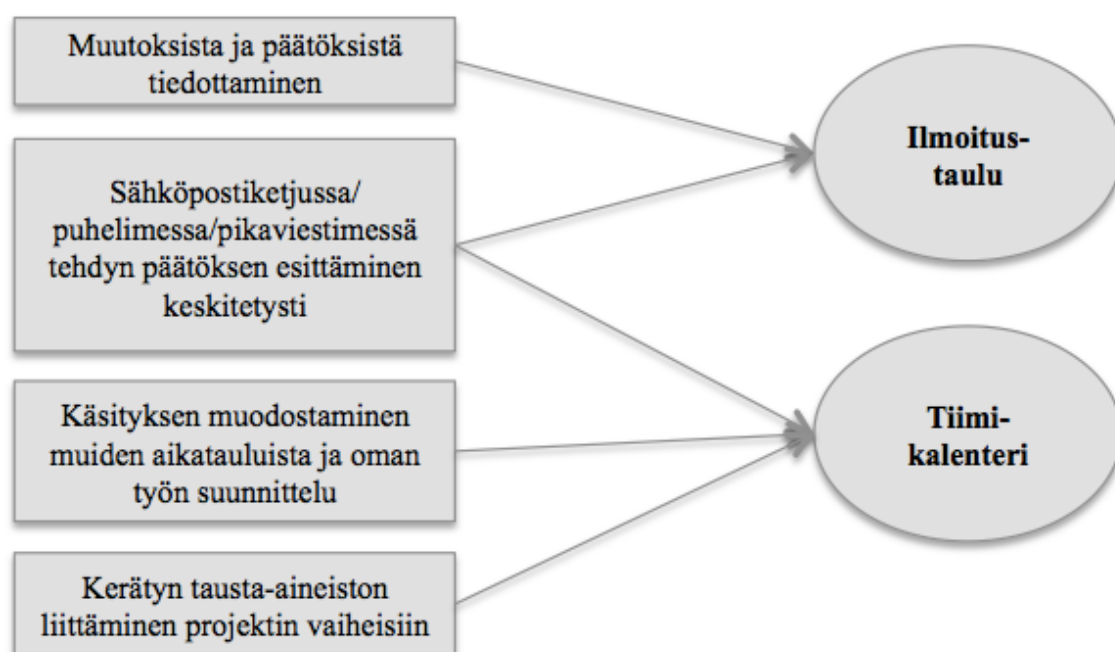 Muutoksista ja päätöksistä
tiedottaminen
Sähköpostiketjussa/
puhelimessa/pikaviestimessä
tehdyn päätöksen esittäminen
keskitetysti
Käsityksen muodostaminen
muiden aikatauluista ja oman
työn suunnittelu
Kerätyn tausta-aineiston
liittäminen projektin vaiheisiin
Ilmoitus-
taulu
Tiimi-
kalenteri